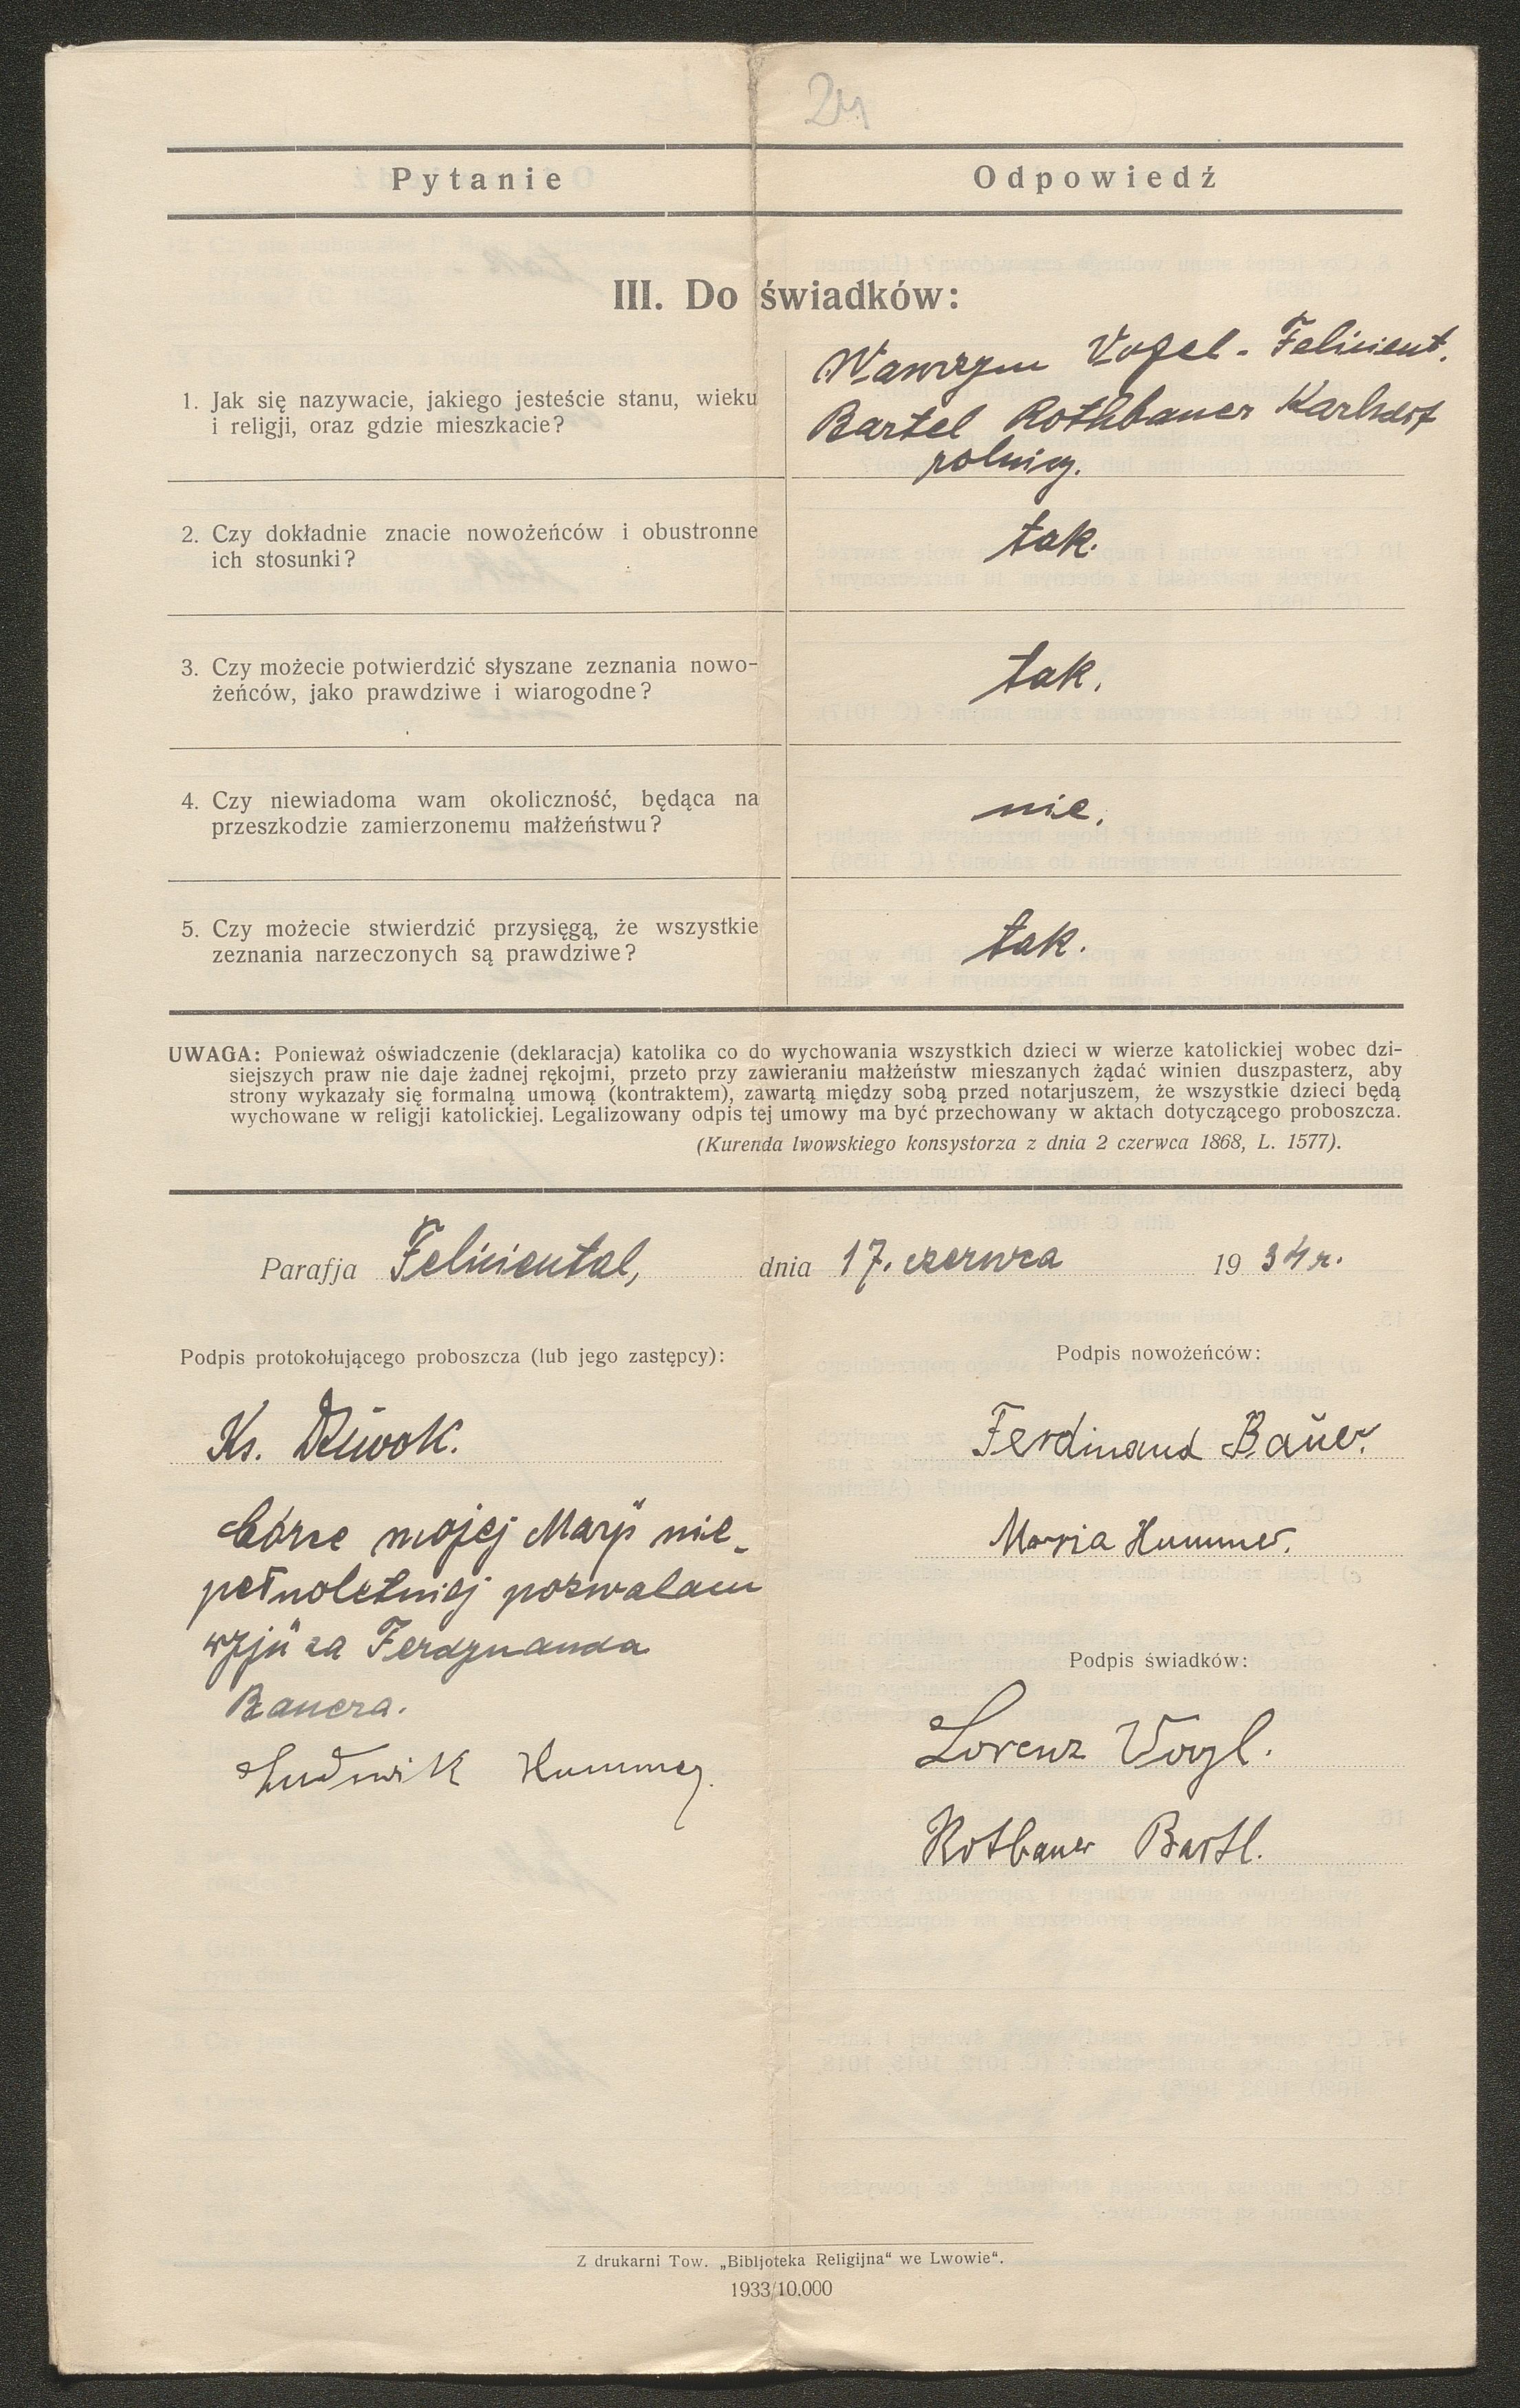 24
Pytanie Odpowiedź
III. Do świadków:
1. Jak się nazywacie, jakiego jesteście stanu, wieku
i religji, oraz gdzie mieszkacie?
Wawrzyn Vogel - Felicient.
Bartel Rothbauer Karlsdorf
rolnicy.
2. Czy dokładnie znacie nowożeńców i obustronne
ich stosunki?
tak.
3. Czy możecie potwierdzić słyszane zeznania nowo-
żeńców, jako prawdziwe i wiarogodne?
tak.
4. Czy niewiadoma wam okoliczność, będąca na
przeszkodzie zamierzonemu małżeństwu?
nie.
5. Czy możecie stwierdzić przysięgą, że wszystkie
zeznania narzeczonych są prawdziwe?
tak.
UWAGA: Ponieważ oświadczenie (deklaracja) katolika co do wychowania wszystkich dzieci w wierze katolickiej wobec dzi-
siejszych praw nie daje żadnej rękojmi, przeto przy zawieraniu małżeństw mieszanych żądać winien duszpasterz, aby
strony wykazały się formalną umową (kontraktem), zawartą między sobą przed notarjuszem, że wszystkie dzieci będą
wychowane w religji katolickiej. Legalizowany odpis tej umowy ma być przechowany w aktach dotyczącego proboszcza.
(Kurenda lwowskiego konsystorza z dnia 2 czerwca 1868, L. 1577).
Parafja Feliciental, dnia 17. czerwca 1934 r.
Podpis protokołującego proboszcza (lub jego zastępcy):
Ks. Dziwok.
Córce mojej Maryi nie-
pełnoletniej pozwalam
wyjść za Ferdynanda
Bauera.
Ludwik Hummer.
Podpis nowożeńców:
Ferdinand Baŭer.
Maria Hummer.
Podpis świadków:
Lorenz Vogl.
Rotbauer Bartl.
Z drukarni Tow. „Bibljoteka Religijna“ we Lwowie“.
1933/10.000